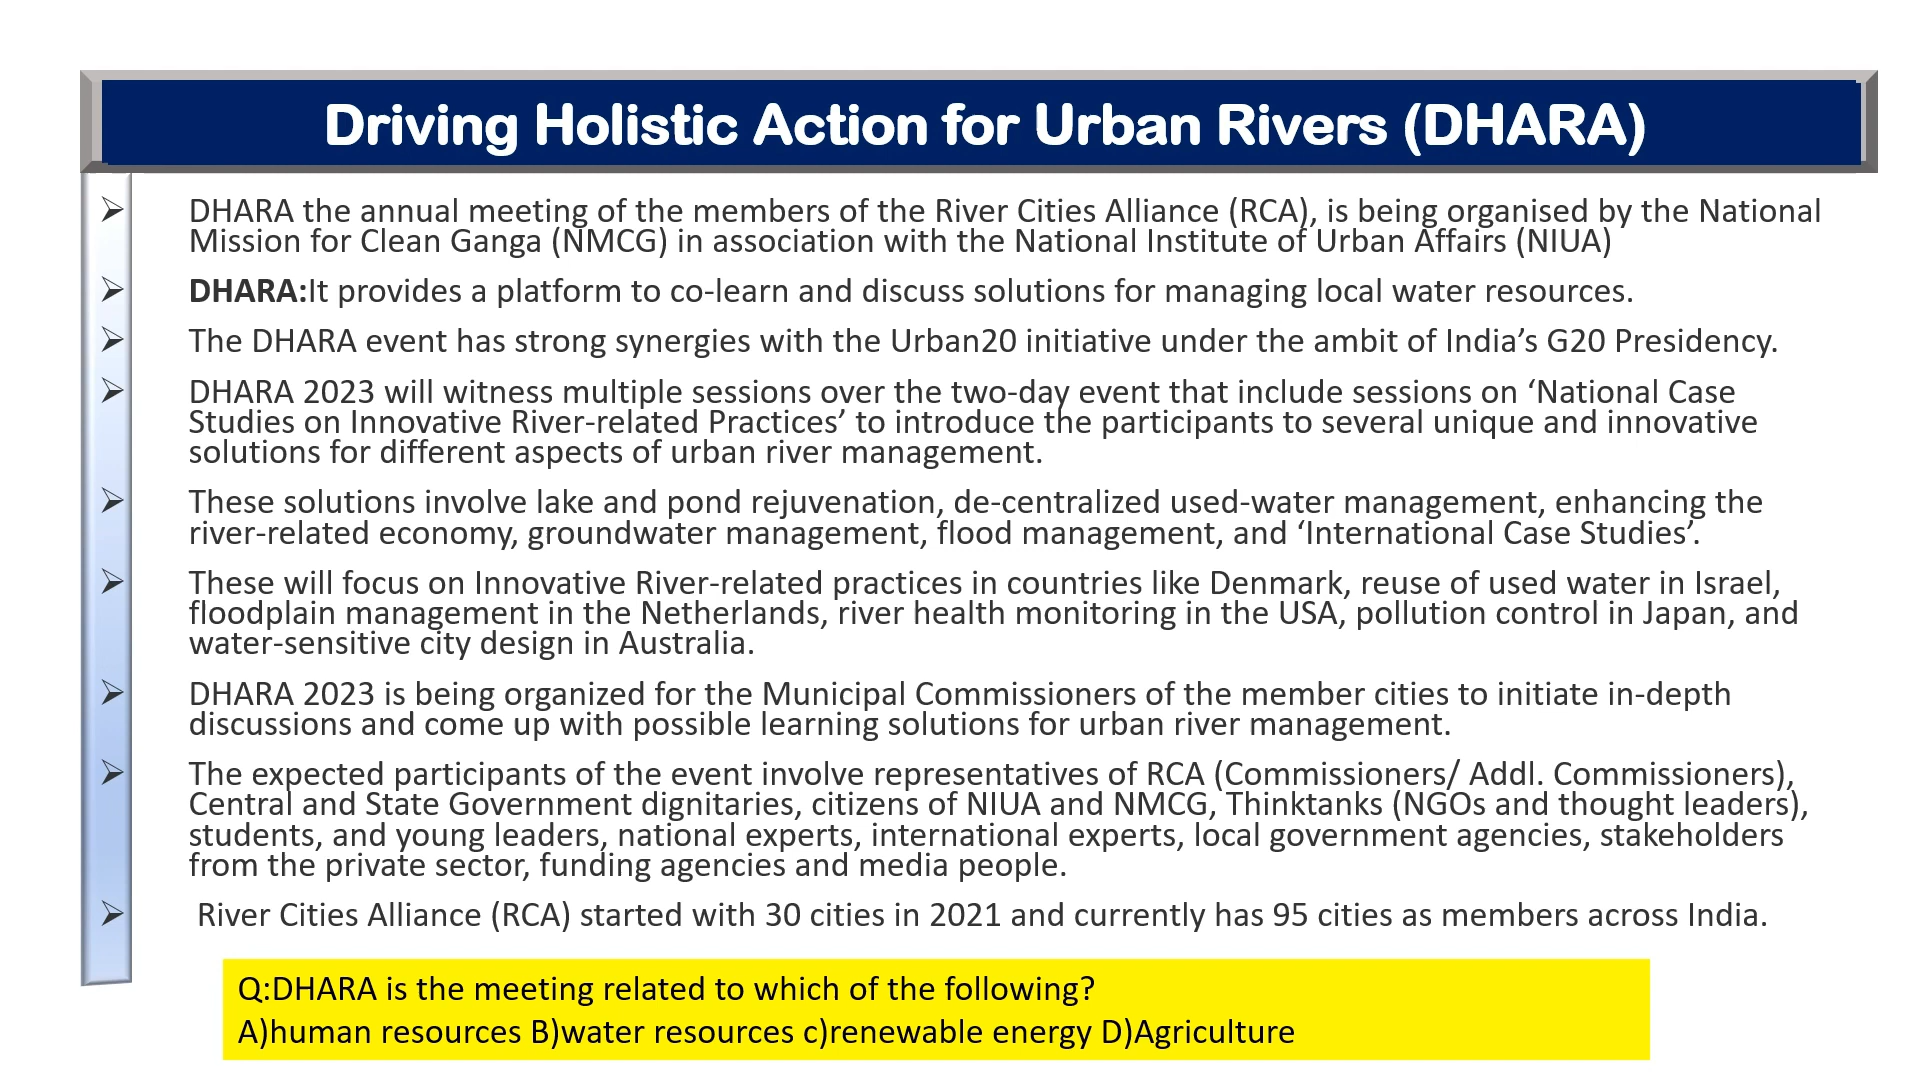 Driving Holistic Action for Urban Rivers (DHARA)
DHARA the annual meeting of the members of the River Cities Alliance (RCA), is being organised by the National
Mission for Clean Ganga (NMCG) in association with the National Institute of Urban Affairs (NIUA)
DHARA:It provides a platform to co-learn and discuss solutions for managing local water resources.
The DHARA event has strong synergies with the Urban20 initiative under the ambit of India’s G20 Presidency.
DHARA 2023 will witness multiple sessions over the two-day event that include sessions on ‘National Case
Studies on Innovative River-related Practices’ to introduce the participants to several unique and innovative
solutions for different aspects of urban river management.
These solutions involve lake and pond rejuvenation, de-centralized used-water management, enhancing the
river-related economy, groundwater management, flood management, and ‘International Case Studies’.
These will focus on Innovative River-related practices in countries like Denmark, reuse of used water in Israel,
floodplain management in the Netherlands, river health monitoring in the USA, pollution control in Japan, and
water-sensitive city design in Australia.
DHARA 2023 is being organized for the Municipal Commissioners of the member cities to initiate in-depth
discussions and come up with possible learning solutions for urban river management.
The expected participants of the event involve representatives of RCA (Commissioners/ Addl. Commissioners),
Central and State Government dignitaries, citizens of NIUA and NMCG, Thinktanks (NGOs and thought leaders),
students, and young leaders, national experts, international experts, local government agencies, stakeholders
from the private sector, funding agencies and media people.
River Cities Alliance (RCA) started with 30 cities in 2021 and currently has 95 cities as members across India.
Q:DHARA is the meeting related to which of the following?
A)human resources B)water resources c)renewable energy D)Agriculture